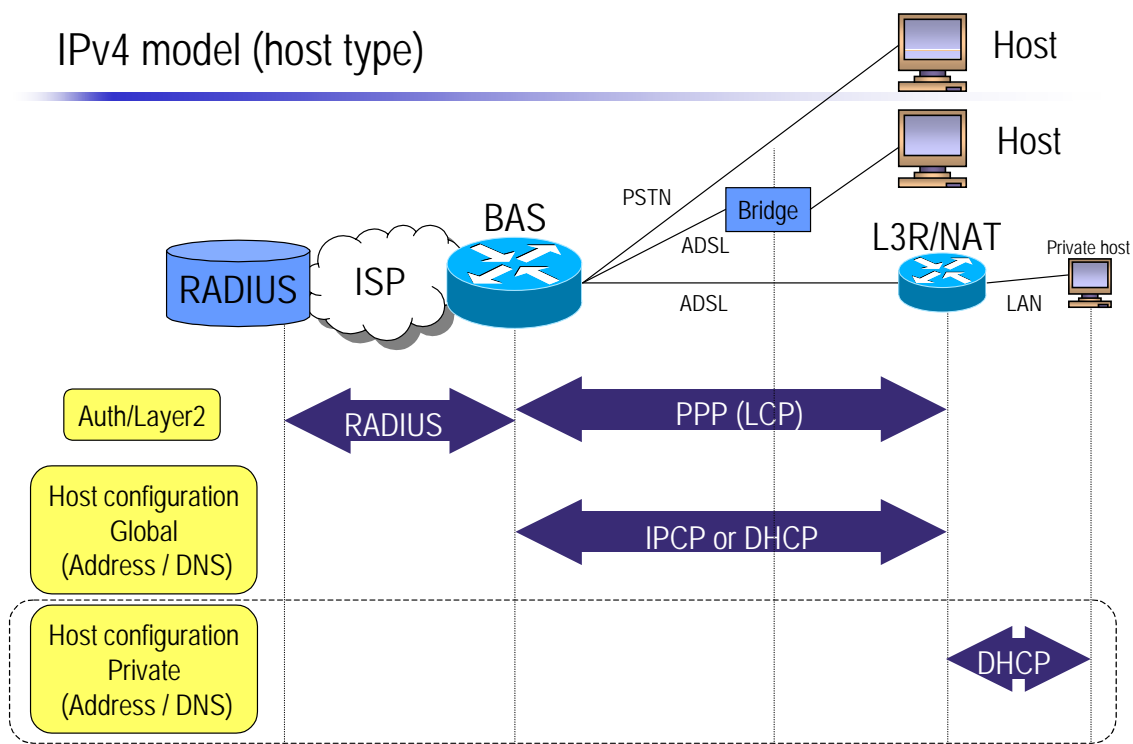 IPv4 model (host type)
Host
Host
PSTN
Bridge
BAS
ADSL
L3R/NAT
Private host
RADIUS
ISP
ADSL
LAN
Auth/Layer2
RADIUS
PPP (LCP)
Host configuration
Global
(Address / DNS)
IPCP or DHCP
Host configuration
Private
(Address / DNS)
DHCP